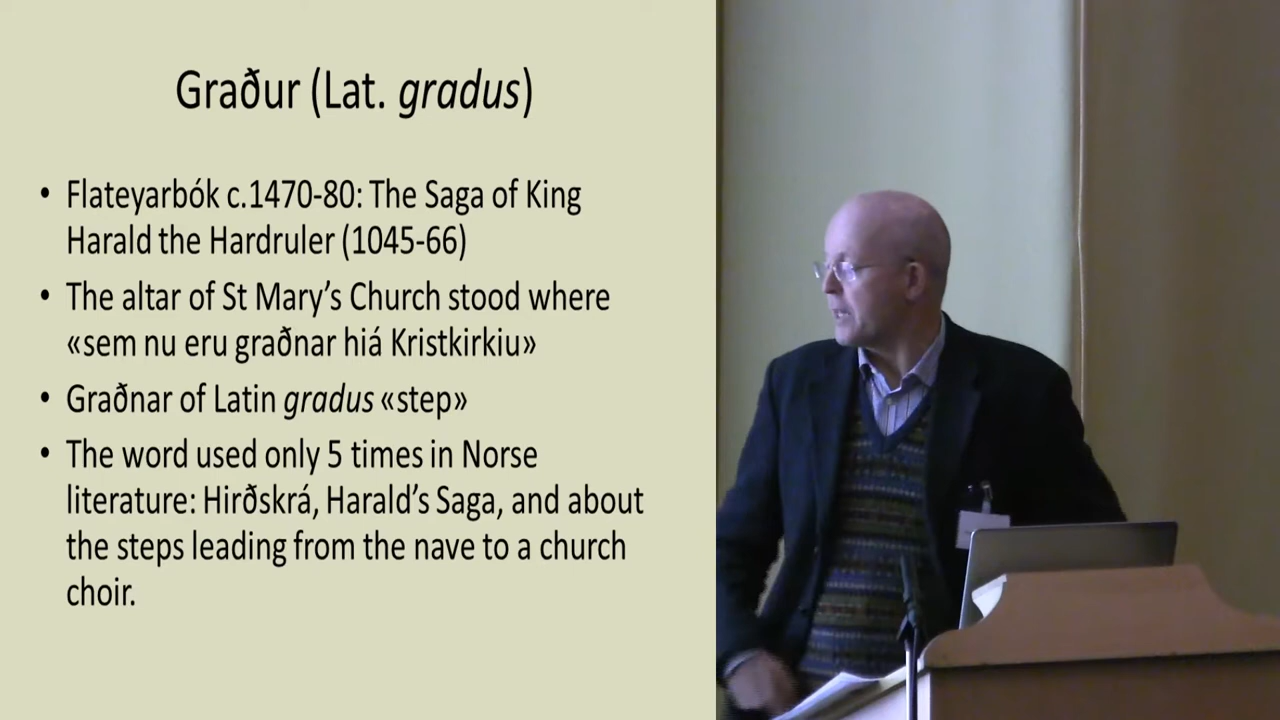 Graður (Lat. gradus)
• Flateyarbók c.1470-80: The Saga of King
Harald the Hardruler (1045-66)
• The altar of St Mary’s Church stood where
«sem nu eru graðnar hiá Kristkirkiu»
• Graðnar of Latin gradus «step»
• The word used only 5 times in Norse
literature: Hirðskrá, Harald’s Saga, and about
the steps leading from the nave to a church
choir.